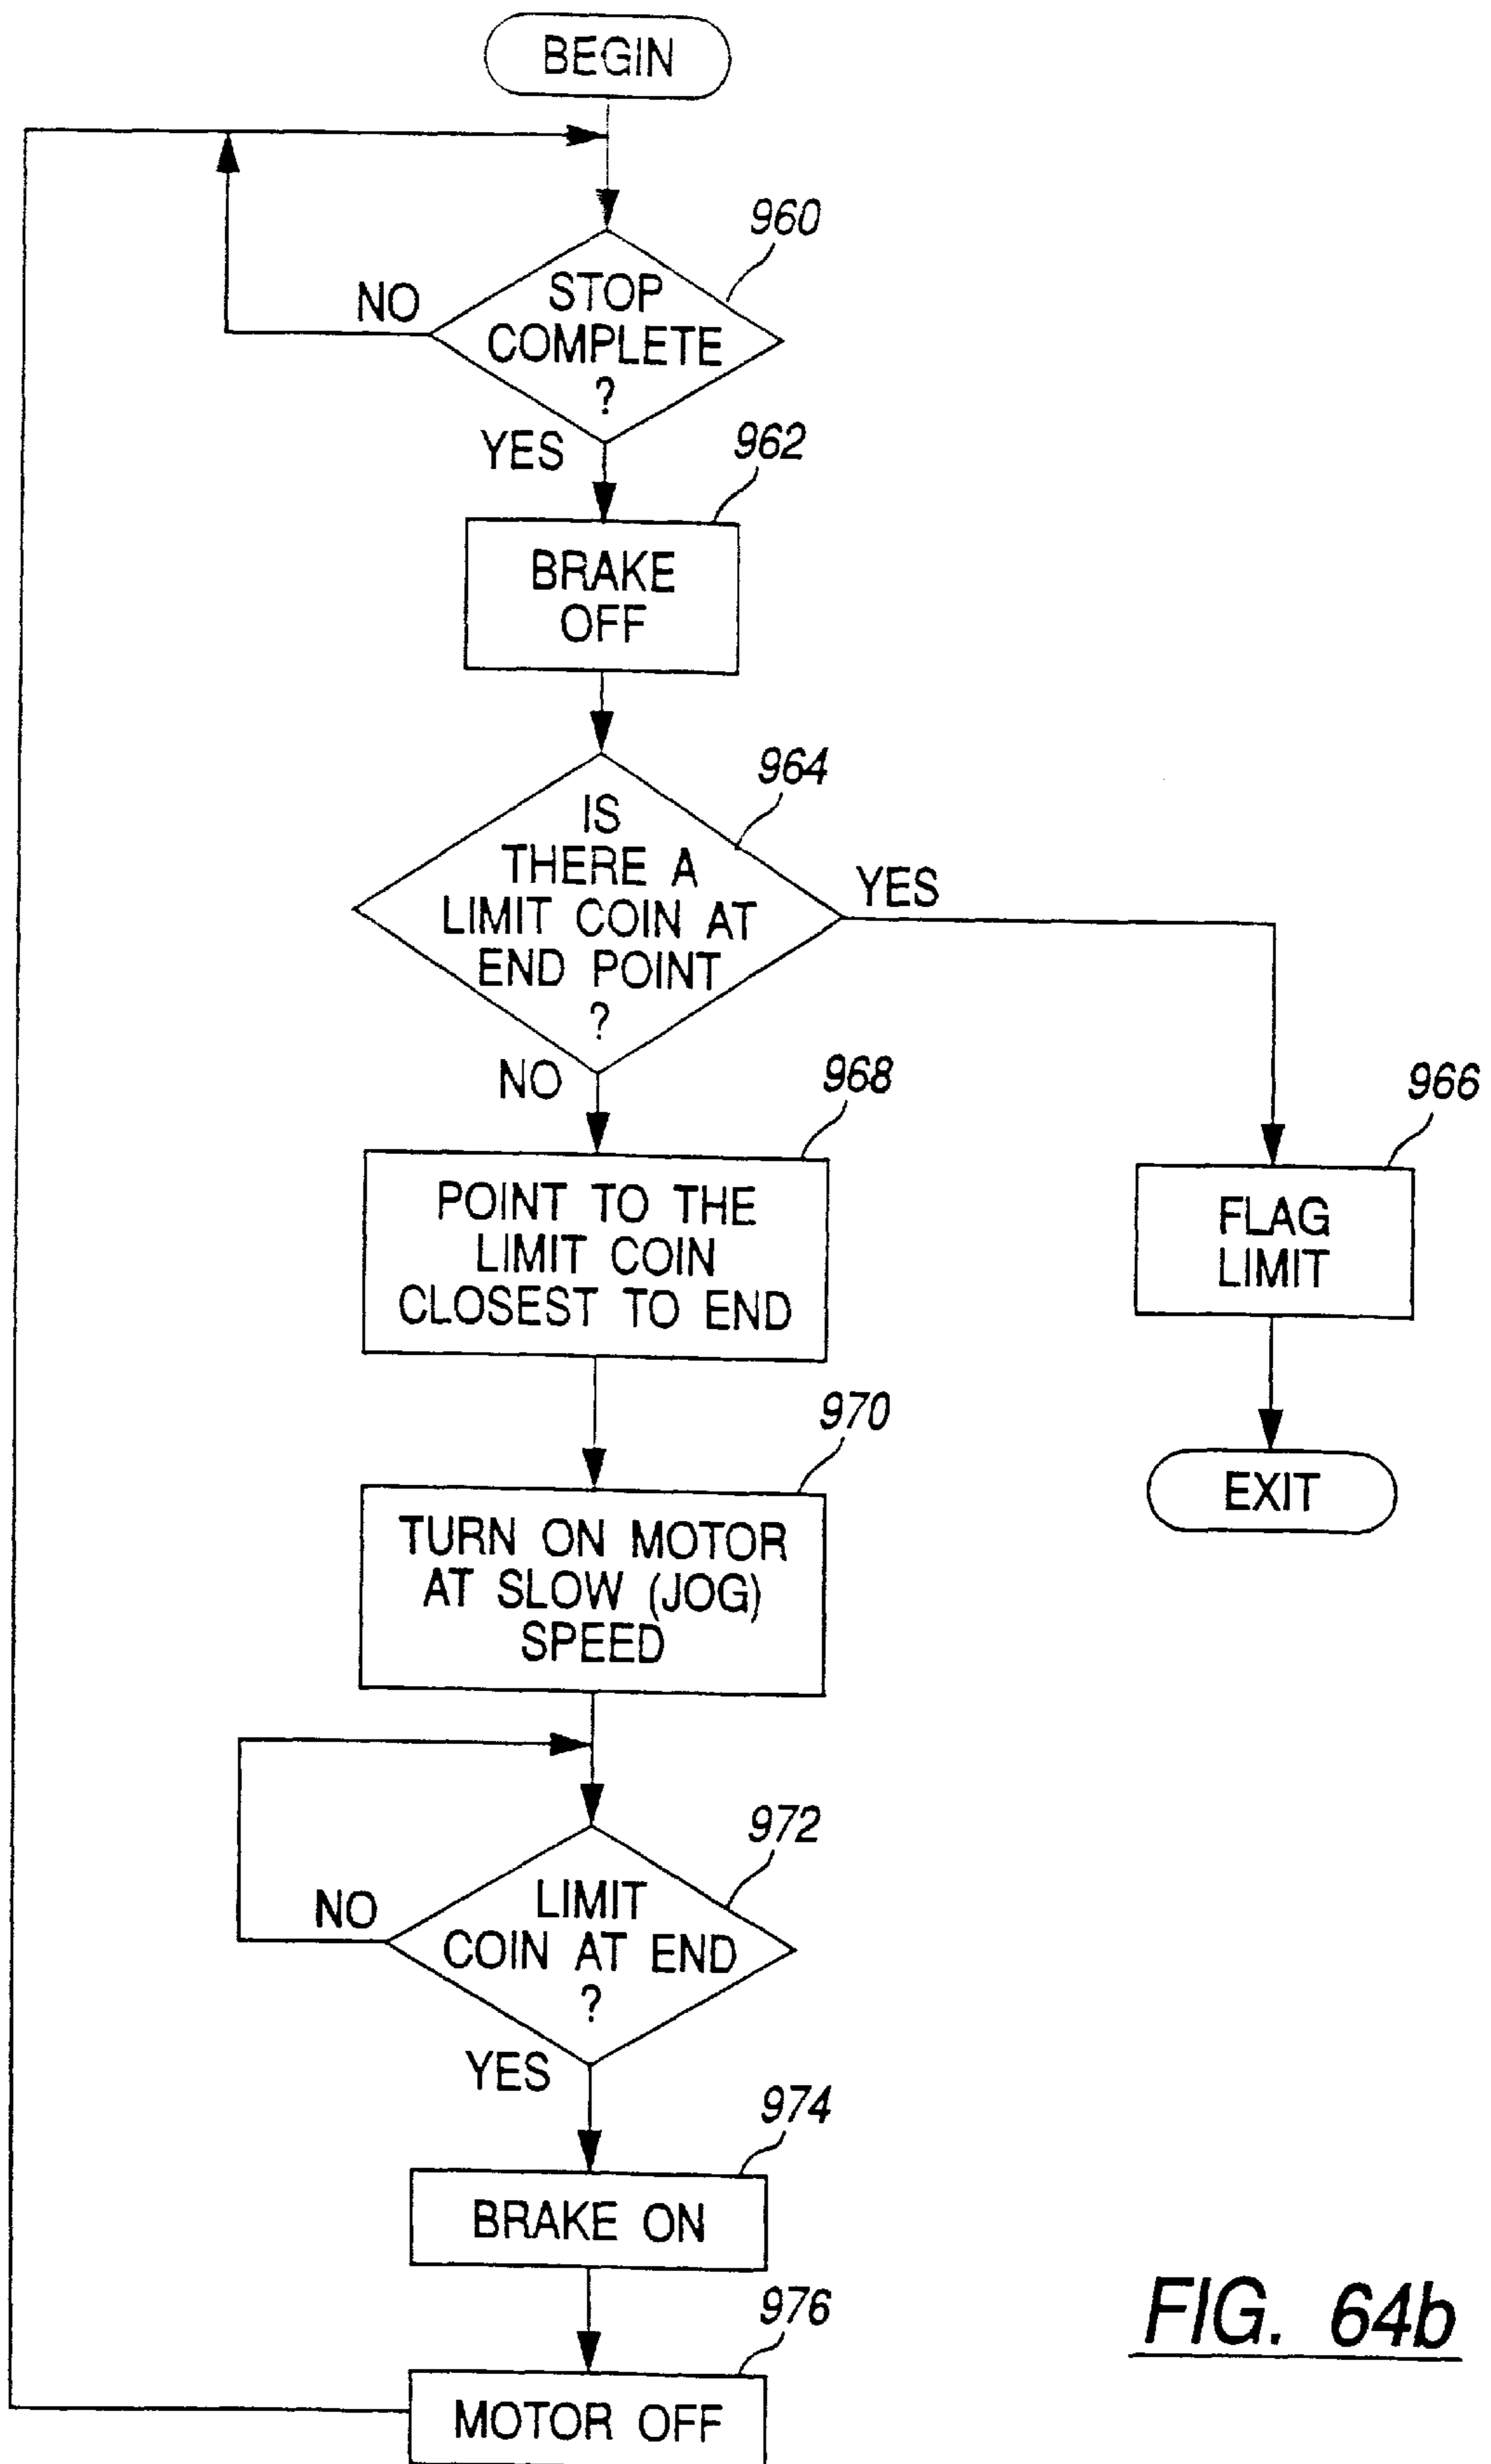 BEGIN
960
STOP
COMPLETE
?
NO
YES
962
BRAKE
OFF
964
IS
THERE A
LIMIT COIN AT
END POINT
?
YES
NO
966
FLAG
LIMIT
EXIT
968
POINT TO THE
LIMIT COIN
CLOSEST TO END
970
TURN ON MOTOR
AT SLOW (JOG)
SPEED
972
LIMIT
COIN AT END
?
NO
YES
974
BRAKE ON
976
MOTOR OFF
FIG. 64b